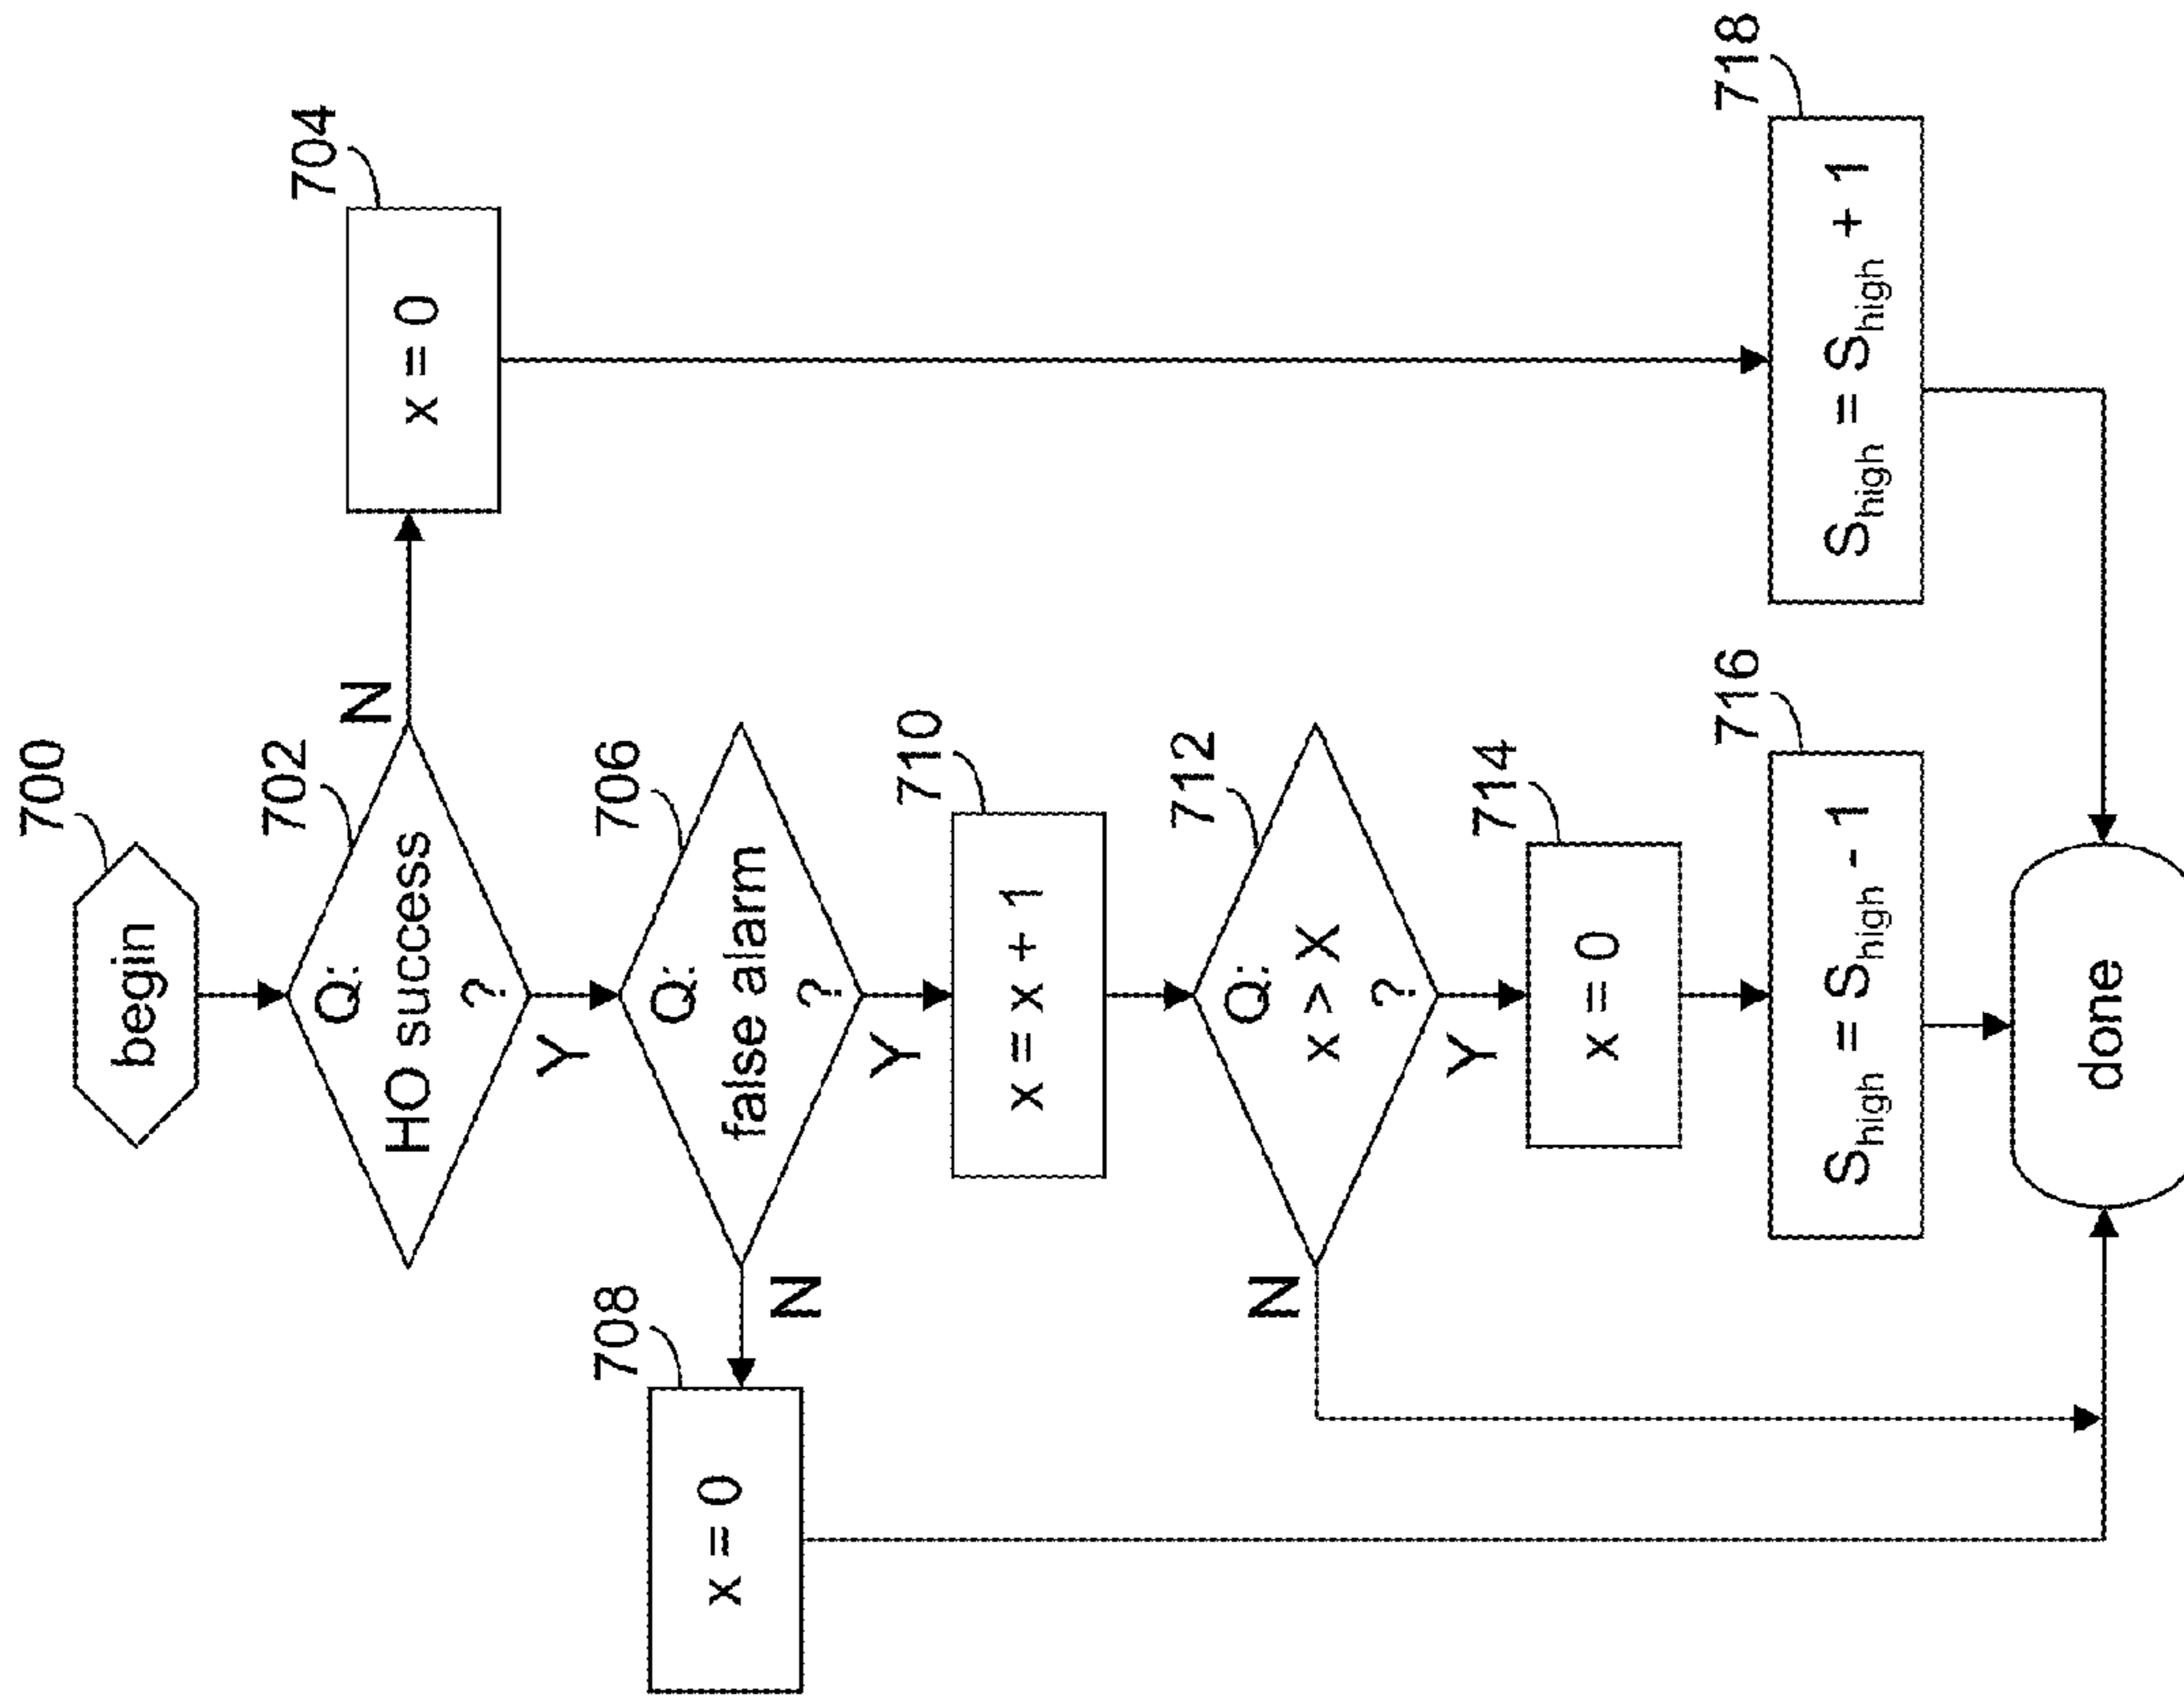 700
begin
702
Q:
HO success
?
N
704
x = 0
Y
706
Q:
false alarm
?
N
708
x = 0
Y
710
x = x + 1
712
Q:
x > X
?
N
Y
714
x = 0
716
S_high = S_high - 1
718
S_high = S_high + 1
done